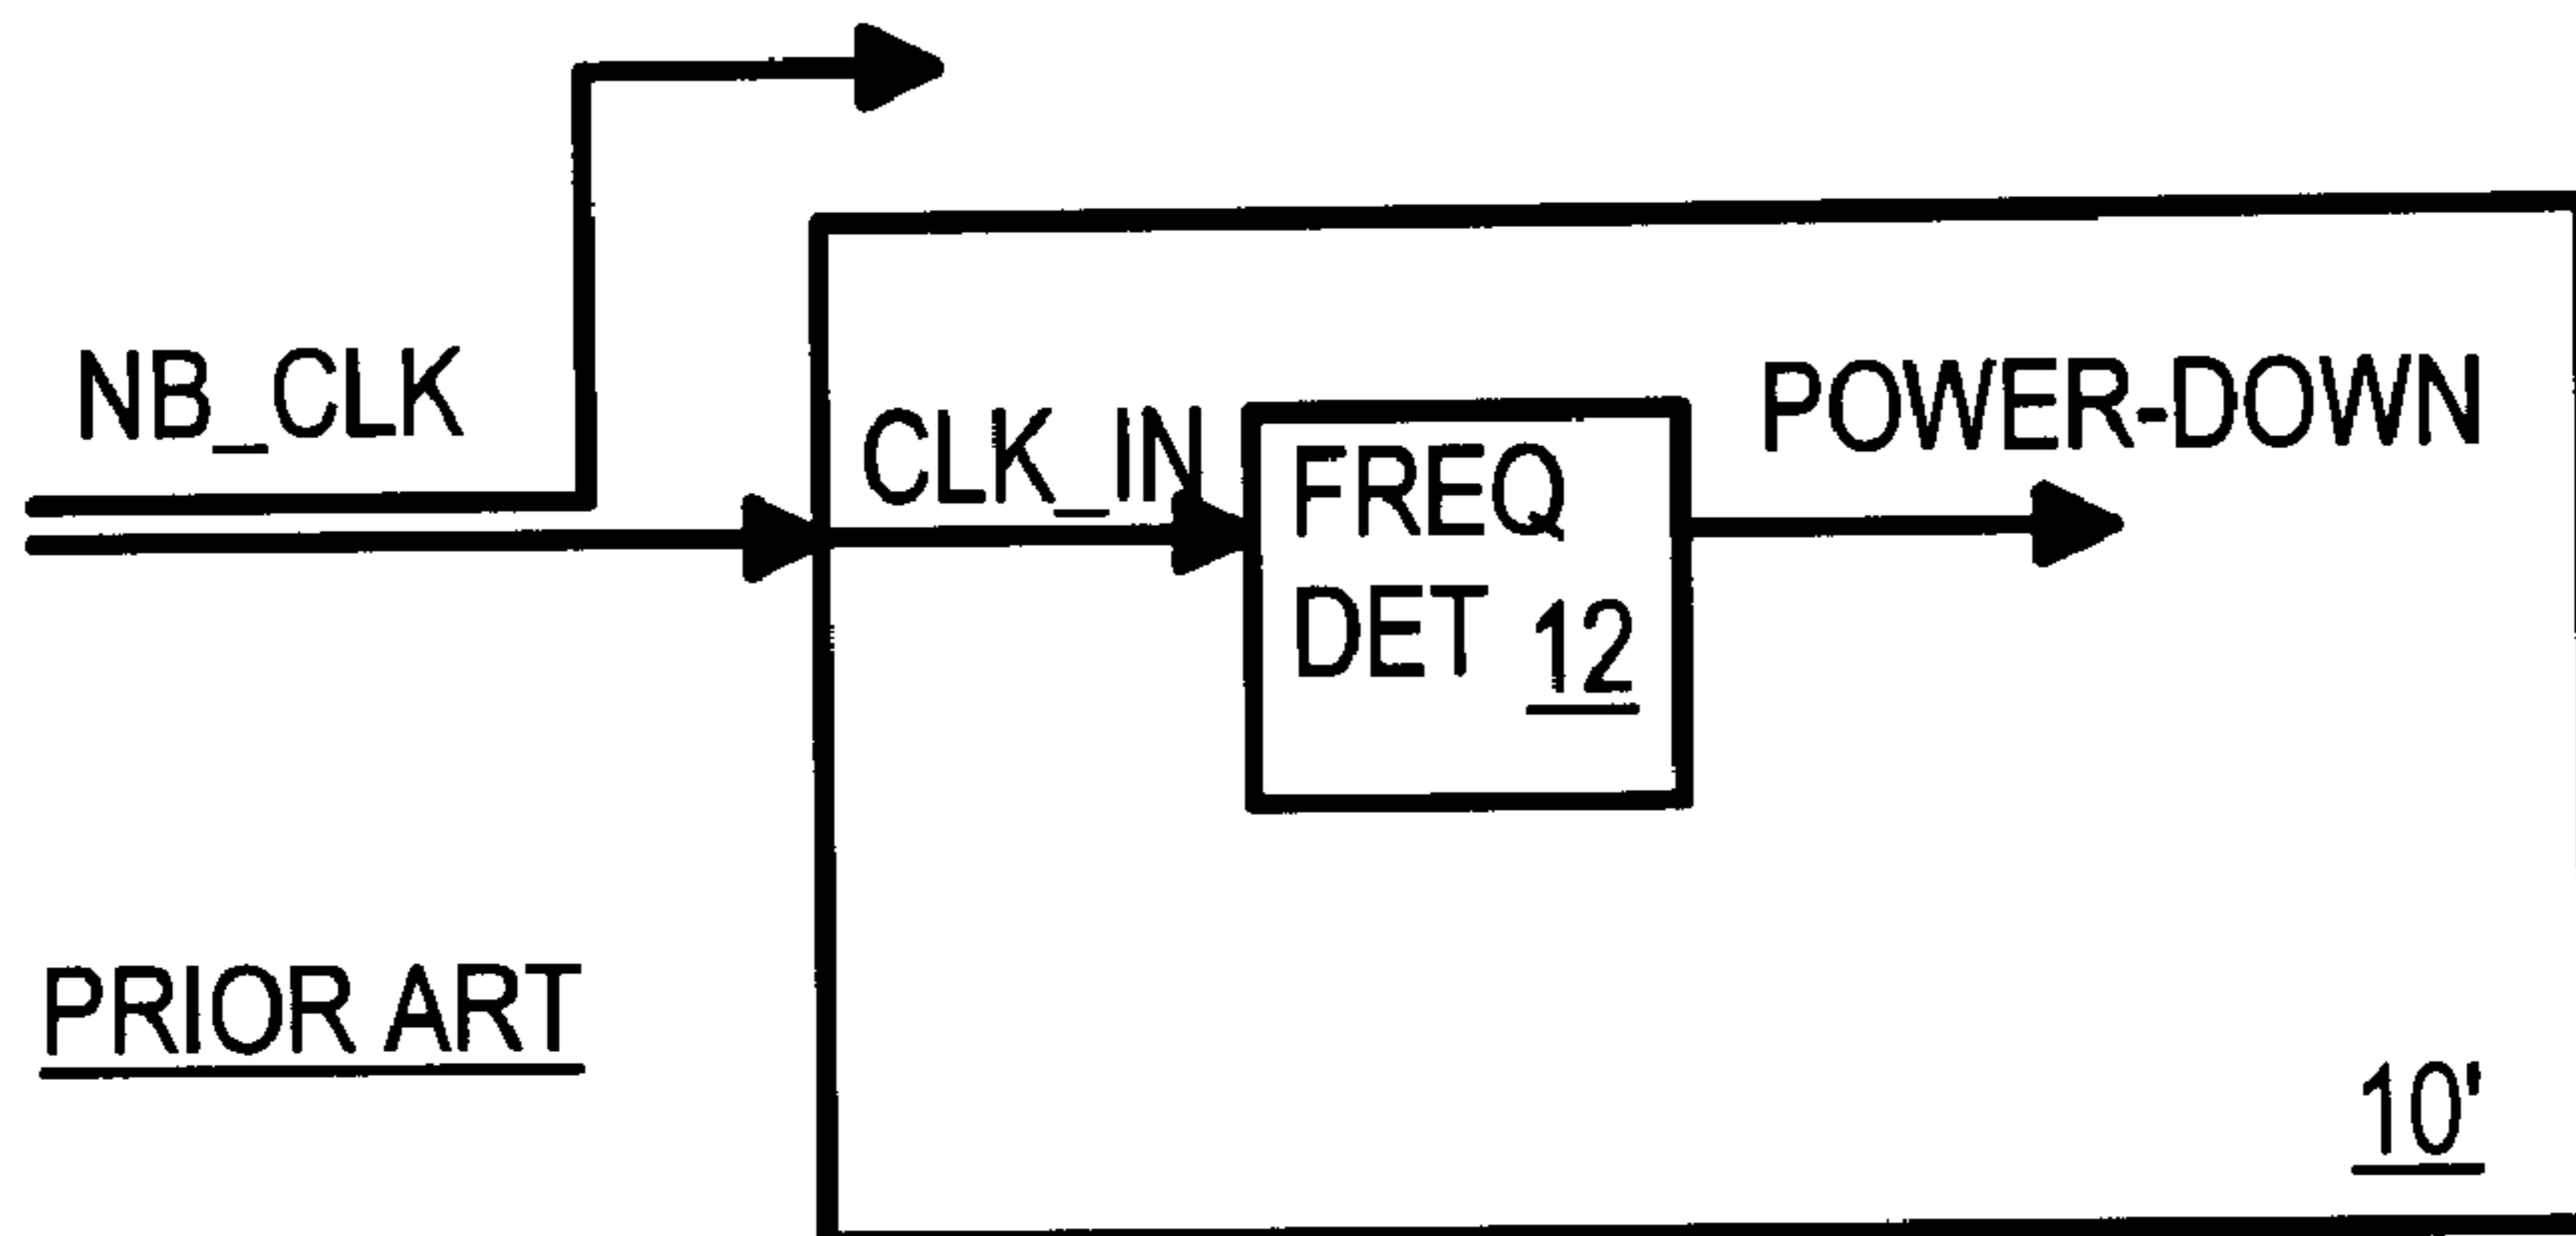 NB_CLK
CLK_IN
FREQ
DET 12
POWER-DOWN
PRIOR ART
10'